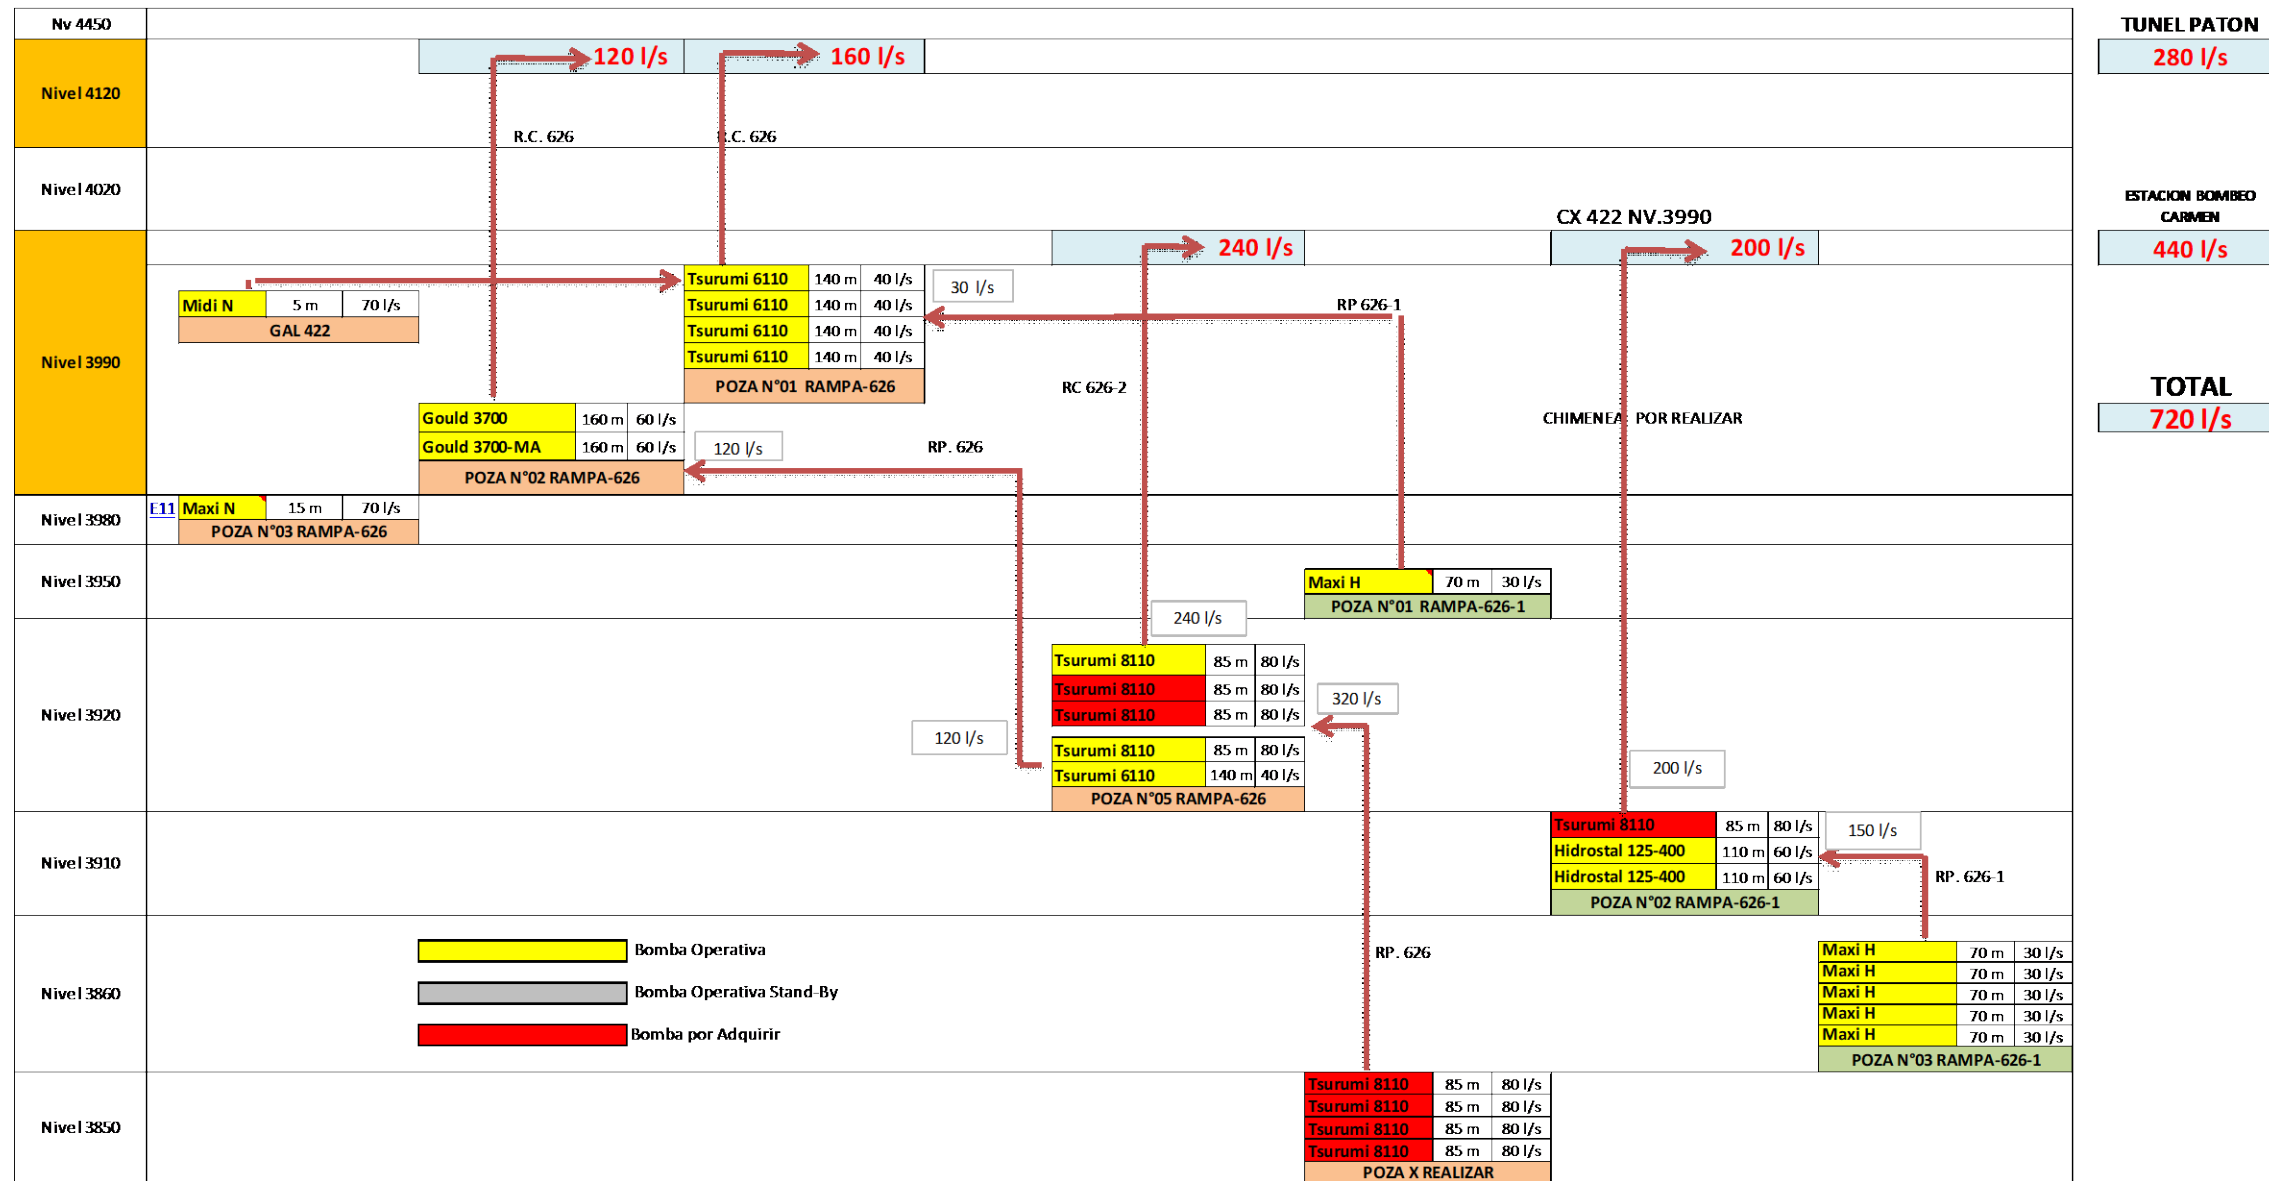 Nv 4450
TUNEL PATON
120 l/s
160 l/s
280 l/s
Nivel 4120
R.C. 626
R.C. 626
Nivel 4020
ESTACION BOMBEO
CARMEN
CX 422 NV.3990
240 l/s
200 l/s
440 l/s
Tsurumi 6110 140 m 40 l/s
Tsurumi 6110 140 m 40 l/s
Tsurumi 6110 140 m 40 l/s
Tsurumi 6110 140 m 40 l/s
POZA N°01 RAMPA-626
30 l/s
RP 626-1
Midi N 5 m 70 l/s
GAL 422
Nivel 3990
RC 626-2
TOTAL
720 l/s
CHIMENEA POR REALIZAR
Gould 3700 160 m 60 l/s
Gould 3700-MA 160 m 60 l/s
POZA N°02 RAMPA-626
120 l/s
RP. 626
Nivel 3980
E11 Maxi N 15 m 70 l/s
POZA N°03 RAMPA-626
Nivel 3950
Maxi H 70 m 30 l/s
POZA N°01 RAMPA-626-1
240 l/s
Nivel 3920
Tsurumi 8110 85 m 80 l/s
Tsurumi 8110 85 m 80 l/s
Tsurumi 8110 85 m 80 l/s
320 l/s
120 l/s
Tsurumi 8110 85 m 80 l/s
Tsurumi 6110 140 m 40 l/s
POZA N°05 RAMPA-626
200 l/s
Nivel 3910
Tsurumi 8110 85 m 80 l/s
Hidrostal 125-400 110 m 60 l/s
Hidrostal 125-400 110 m 60 l/s
POZA N°02 RAMPA-626-1
150 l/s
RP. 626-1
Nivel 3860
Bomba Operativa
Bomba Operativa Stand-By
Bomba por Adquirir
RP. 626
Maxi H 70 m 30 l/s
Maxi H 70 m 30 l/s
Maxi H 70 m 30 l/s
Maxi H 70 m 30 l/s
Maxi H 70 m 30 l/s
POZA N°03 RAMPA-626-1
Nivel 3850
Tsurumi 8110 85 m 80 l/s
Tsurumi 8110 85 m 80 l/s
Tsurumi 8110 85 m 80 l/s
Tsurumi 8110 85 m 80 l/s
POZA X REALIZAR